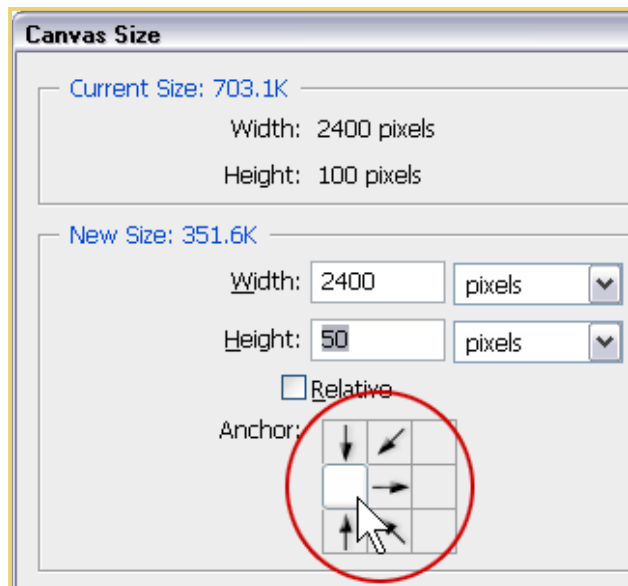 Canvas Size
Current Size: 703.1K
Width: 2400 pixels
Height: 100 pixels
New Size: 351.6K
Width: 2400 pixels
Height: 50 pixels
Relative
Anchor: